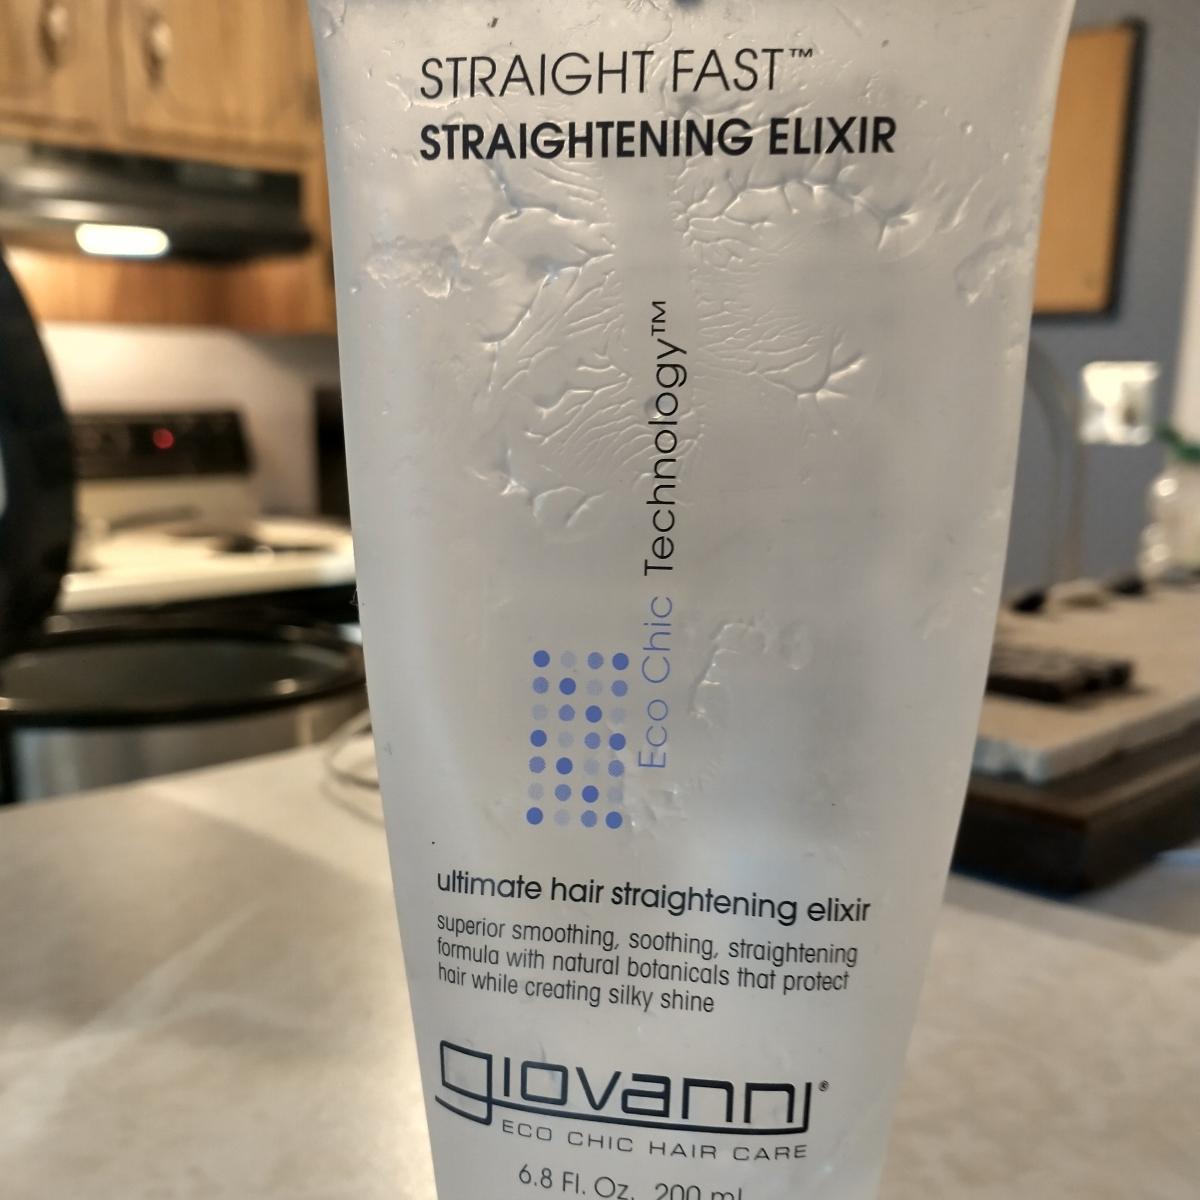 STRAIGHT FAST™
STRAIGHTENING ELIXIR
Eco Chic Technology™
ultimate hair straightening elixir
superior smoothing, soothing, straightening
formula with natural botanicals that protect
hair while creating silky shine
giovanni®
ECO CHIC HAIR CARE
6.8 Fl. Oz. 200 ml